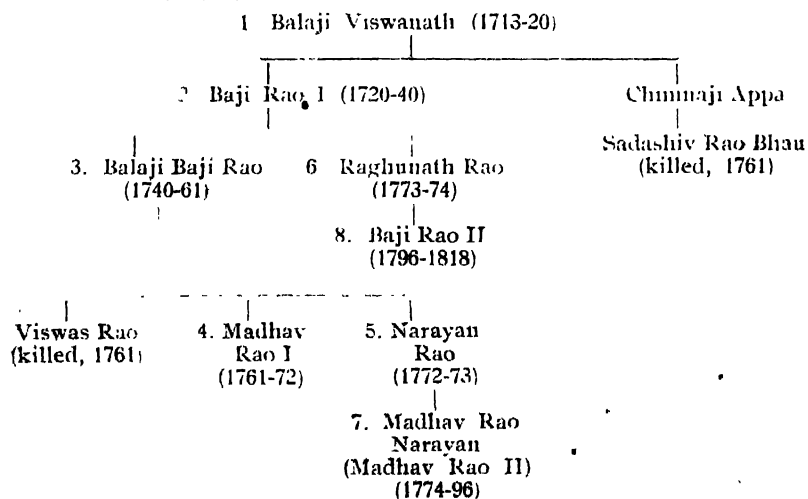 1 Balaji Viswanath (1713-20)
2 Baji Rao I (1720-40)
Chimnaji Appa
Sadashiv Rao Bhau
(killed, 1761)
3. Balaji Baji Rao
(1740-61)
6 Raghunath Rao
(1773-74)
8. Baji Rao II
(1796-1818)
Viswas Rao
(killed, 1761)
4. Madhav
Rao I
(1761-72)
5. Narayan
Rao
(1772-73)
7. Madhav Rao
Narayan
(Madhav Rao II)
(1774-96)